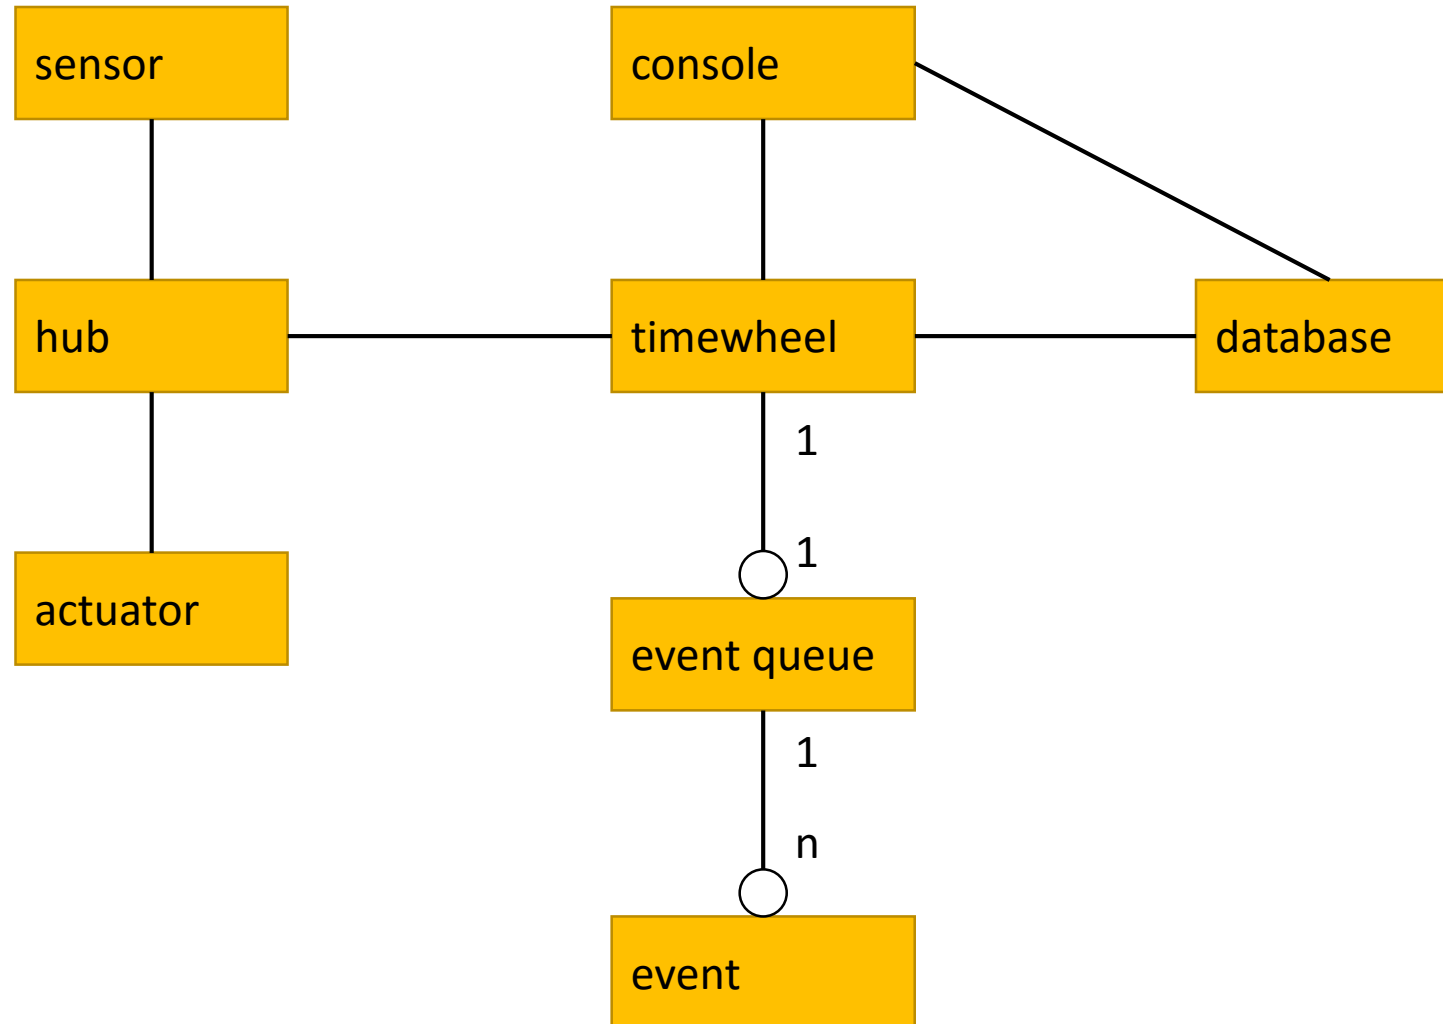 sensor
console
hub
timewheel
database
1
1
actuator
event queue
1
n
event